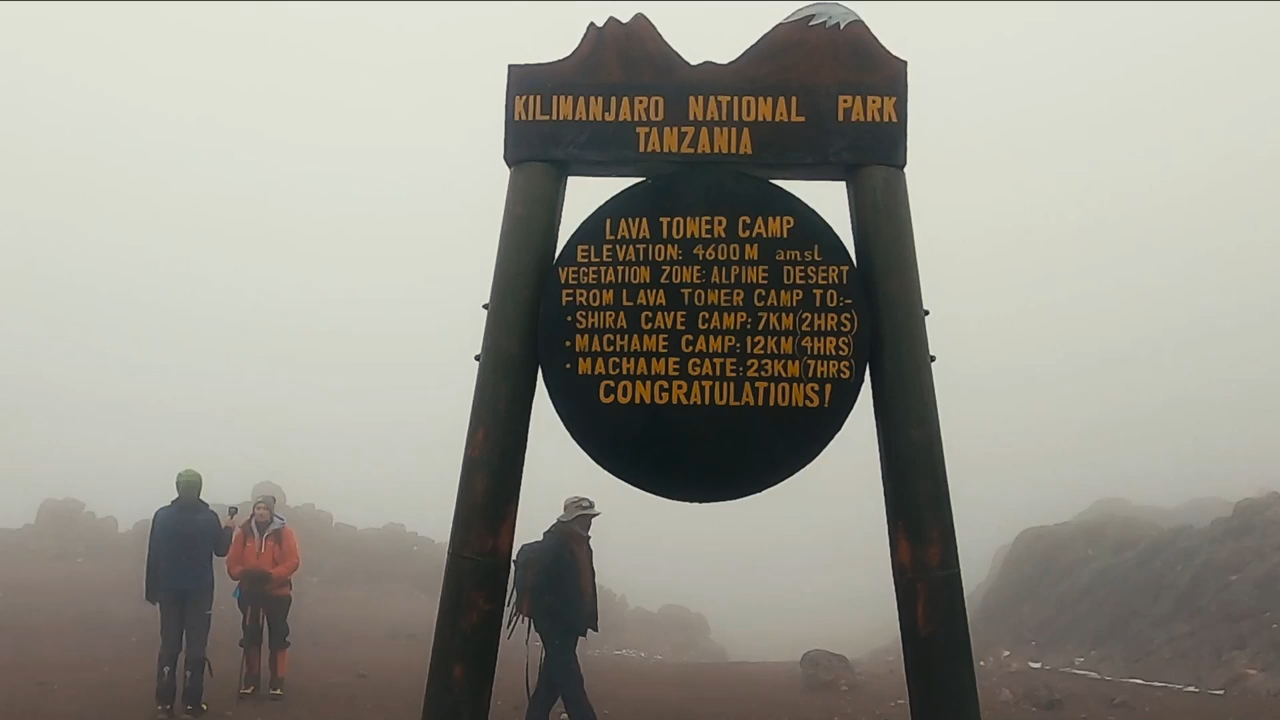 KILIMANJARO NATIONAL PARK
TANZANIA
LAVA TOWER CAMP
ELEVATION: 4600M amsl
VEGETATION ZONE: ALPINE DESERT
FROM LAVA TOWER CAMP TO:-
•SHIRA CAVE CAMP: 7KM(2HRS)
•MACHAME CAMP: 12KM(4HRS)
•MACHAME GATE: 23KM(7HRS)
CONGRATULATIONS!